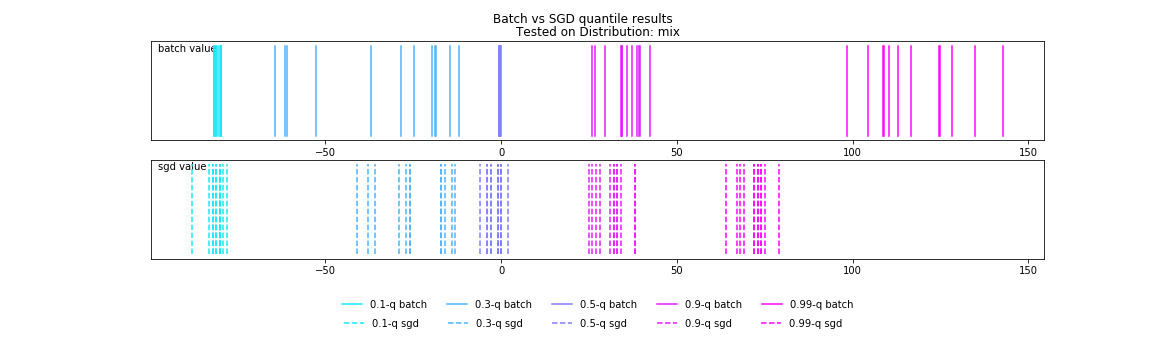 Batch vs SGD quantile results
Tested on Distribution: mix
batch value
−50 0 50 100 150
sgd value
−50 0 50 100 150
0.1-q batch 0.3-q batch 0.5-q batch 0.9-q batch 0.99-q batch
0.1-q sgd 0.3-q sgd 0.5-q sgd 0.9-q sgd 0.99-q sgd